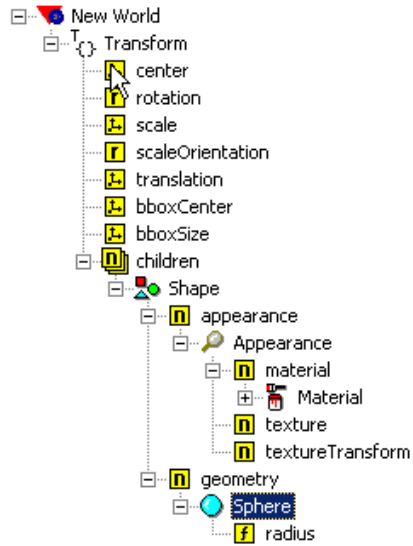 New World
T
{} Transform
center
r rotation
scale
r scaleOrientation
translation
bboxCenter
bboxSize
n children
Shape
n appearance
Appearance
n material
Material
n texture
n textureTransform
n geometry
Sphere
f radius